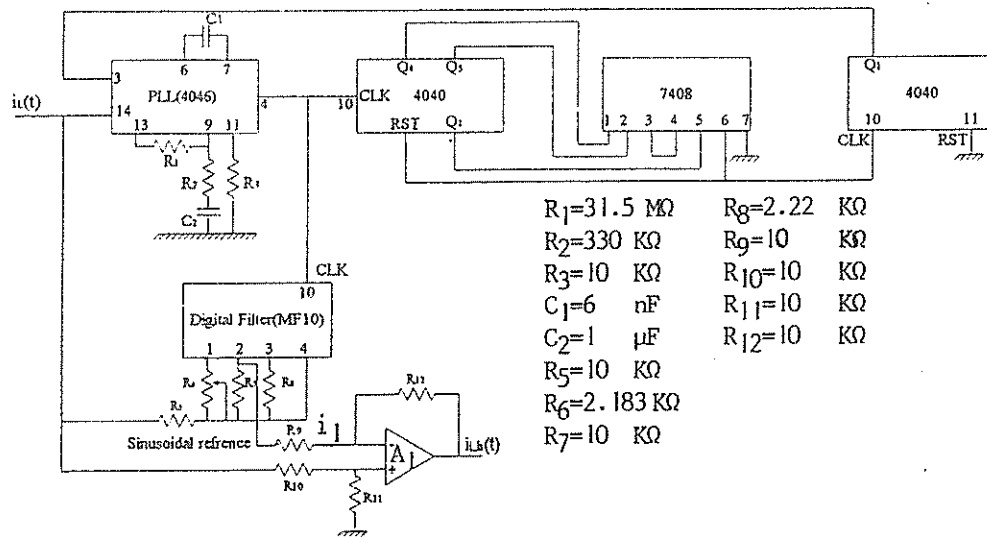 C1
6 7
3
PLL(4046)
14
13 9 11
4
iL(t)
R1
R2
C2
10
CLK
4040
Q4 Q5
RST Q2
7408
1 2 3 4 5 6 7
Q1
4040
10 11
CLK RST
R1=31.5 MΩ R8=2.22 KΩ
R2=330 KΩ R9=10 KΩ
R3=10 KΩ R10=10 KΩ
C1=6 nF R11=10 KΩ
C2=1 µF R12=10 KΩ
R5=10 KΩ
R6=2.183 KΩ
R7=10 KΩ
CLK
10
Digital Filter(MF10)
1 2 3 4
R8
Sinusoidal refrence
R9
i1
R10
R11
R12
A1
- +